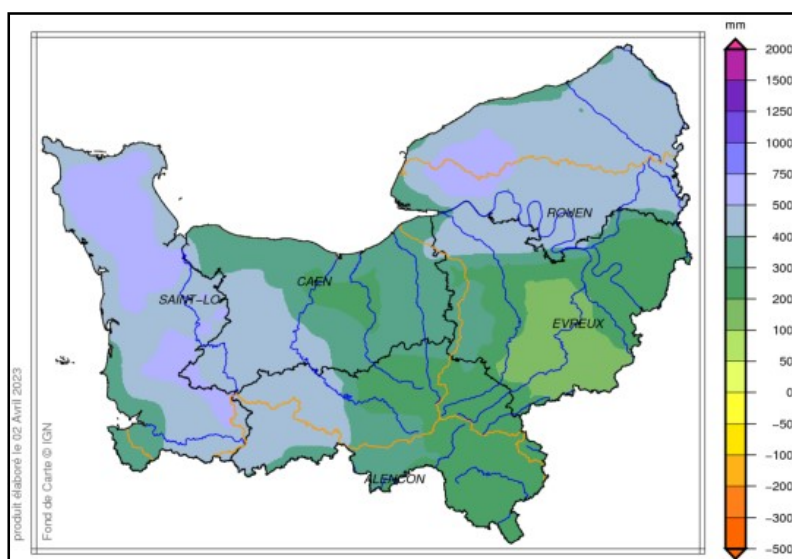 mm
2000
1500
1250
1000
750
500
400
300
200
100
50
0
-50
-100
-200
-300
-500
ROUEN
CAEN
SAINT-LO
EVREUX
ALENCON
produit élaboré le 02 Avril 2023
Fond de Carte © IGN